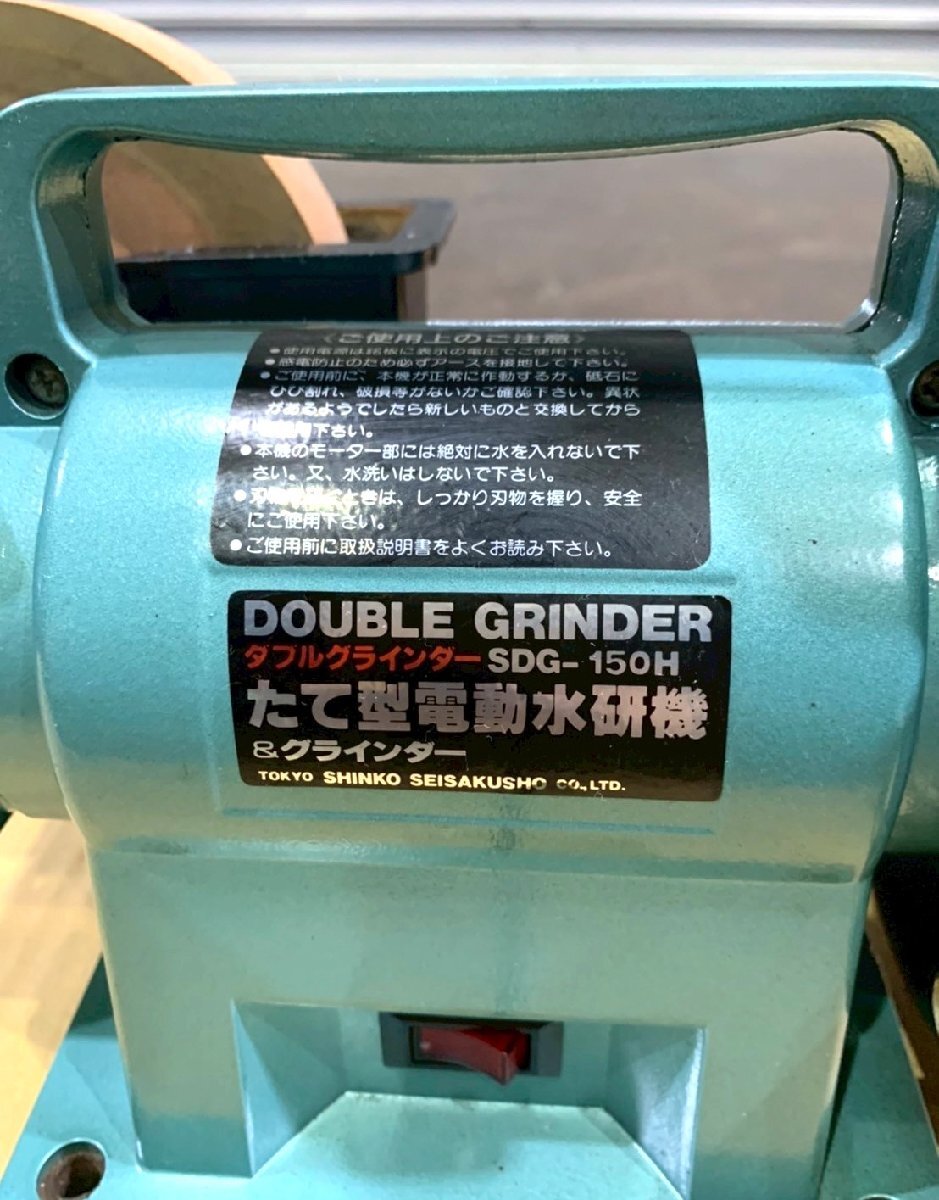 〈ご使用上のご注意〉
●使用電源は銘板に表示の電圧でご使用下さい。
●感電防止のため必ずアースを接地して下さい。
●ご使用前に、本機が正常に作動するか、砥石に
ひび割れ、破損等がないかご確認下さい。異状
があるようでしたら新しいものと交換してから
下さい。
●本機のモーター部には絶対に水を入れないで下
さい。又、水洗いはしないで下さい。
ときは、しっかり刃物を握り、安全
にご使用下さい。
●ご使用前に取扱説明書をよくお読み下さい。
DOUBLE GRINDER
ダブルグラインダー SDG-150H
たて型電動水研機
&グラインダー
TOKYO SHINKO SEISAKUSHO CO.,LTD.